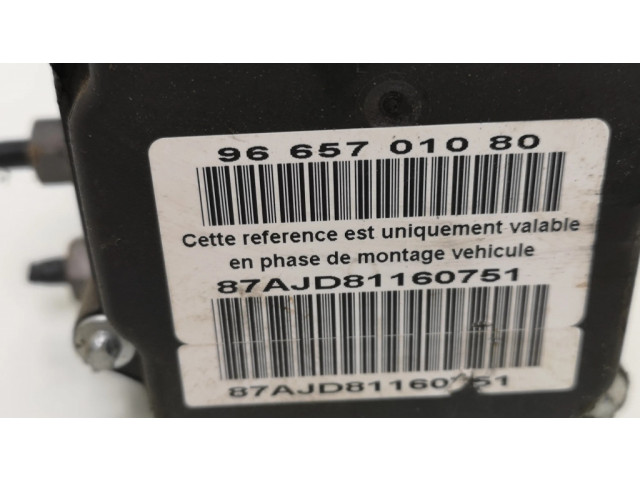 96 657 010 80
Cette reference est uniquement valable
en phase de montage vehicule
87AJD81160751
87AJD81160751